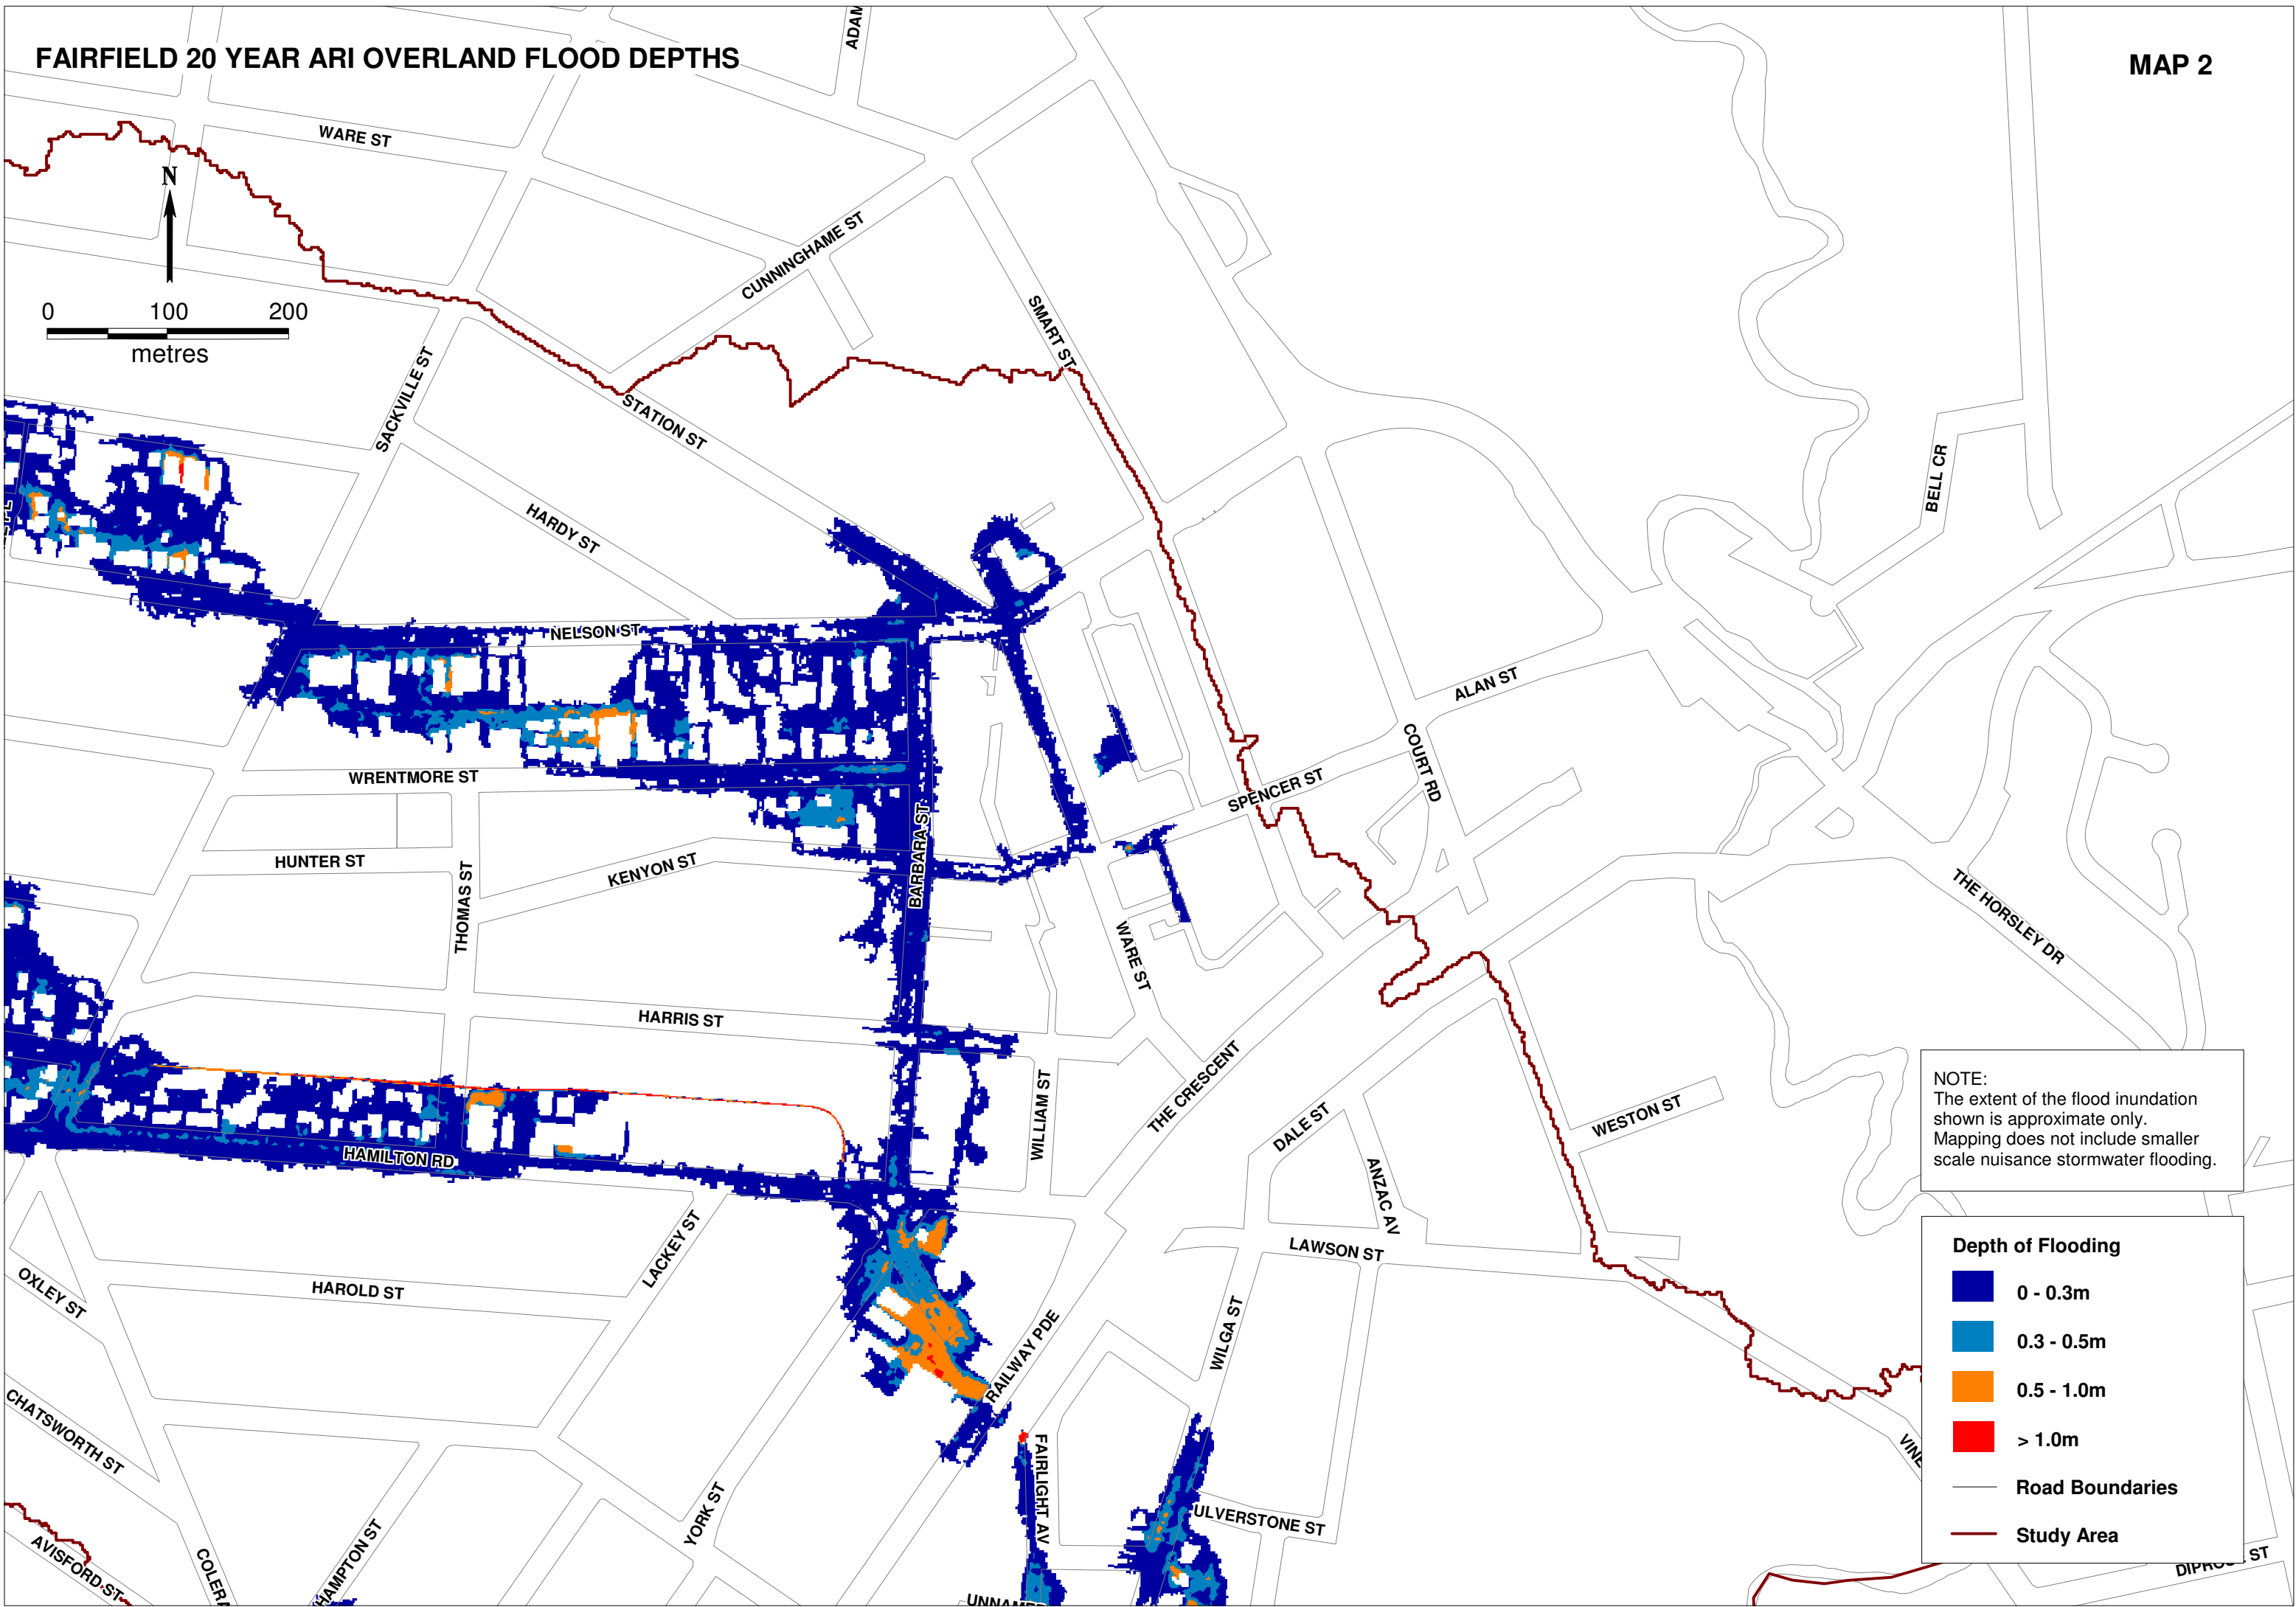 FAIRFIELD 20 YEAR ARI OVERLAND FLOOD DEPTHS
MAP 2
WARE ST
N
0 100 200
metres
CUNNINGHAME ST
SMART ST
SACKVILLE ST
STATION ST
HARDY ST
BELL CR
NELSON ST
ALAN ST
COURT RD
WRENTMORE ST
SPENCER ST
BARBARA ST
HUNTER ST
KENYON ST
THOMAS ST
THE HORSLEY DR
WARE ST
HARRIS ST
THE CRESCENT
WILLIAM ST
DALE ST
WESTON ST
HAMILTON RD
ANZAC AV
LACKEY ST
LAWSON ST
OXLEY ST
HAROLD ST
WILGA ST
RAILWAY PDE
CHATSWORTH ST
FAIRLIGHT AV
YORK ST
ULVERSTONE ST
AVISFORD ST
HAMPTON ST
NOTE:
The extent of the flood inundation
shown is approximate only.
Mapping does not include smaller
scale nuisance stormwater flooding.
Depth of Flooding
0 - 0.3m
0.3 - 0.5m
0.5 - 1.0m
> 1.0m
Road Boundaries
Study Area